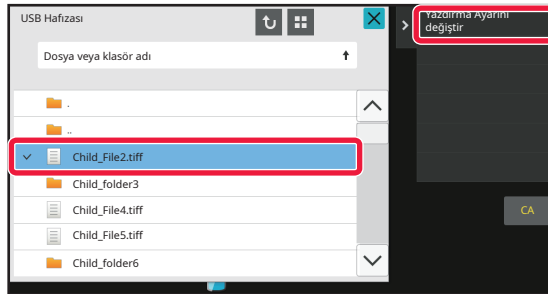 USB Hafızası
Yazdırma Ayarını
değiştir
Dosya veya klasör adı
.
..
Child_File2.tiff
Child_folder3
Child_File4.tiff
Child_File5.tiff
Child_folder6
CA